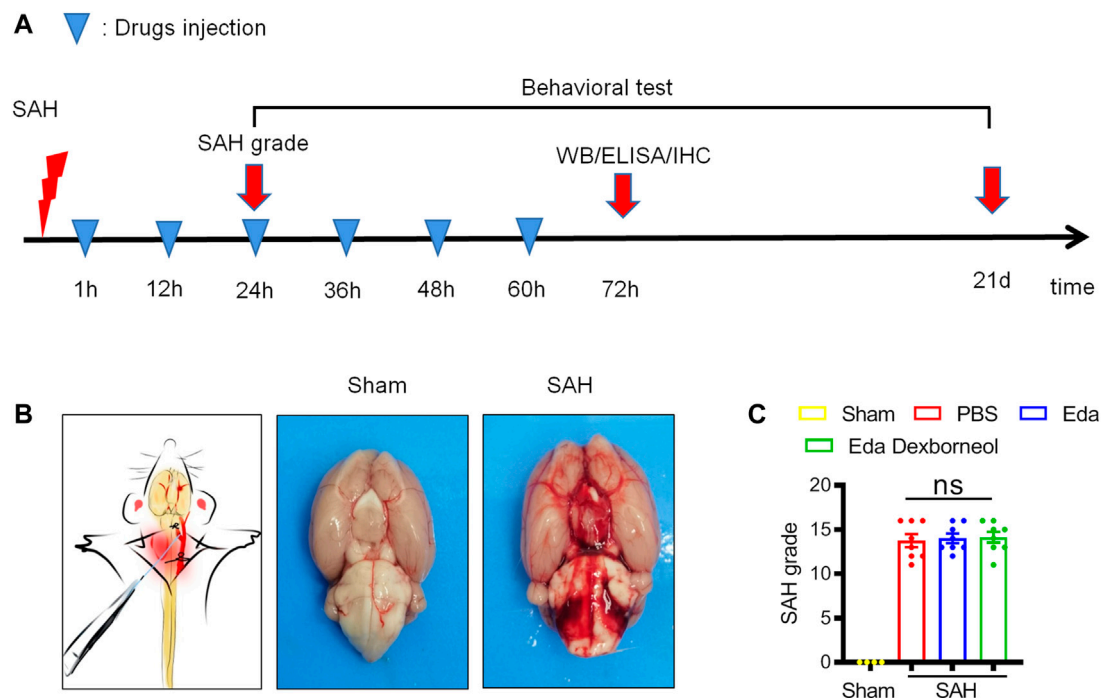 A
: Drugs injection
Behavioral test
SAH
SAH grade
WB/ELISA/IHC
1h 12h 24h 36h 48h 60h 72h 21d time
B
Sham SAH
C
Sham PBS Eda
Eda Dexborneol
SAH grade
20
15
10
5
0
ns
Sham SAH